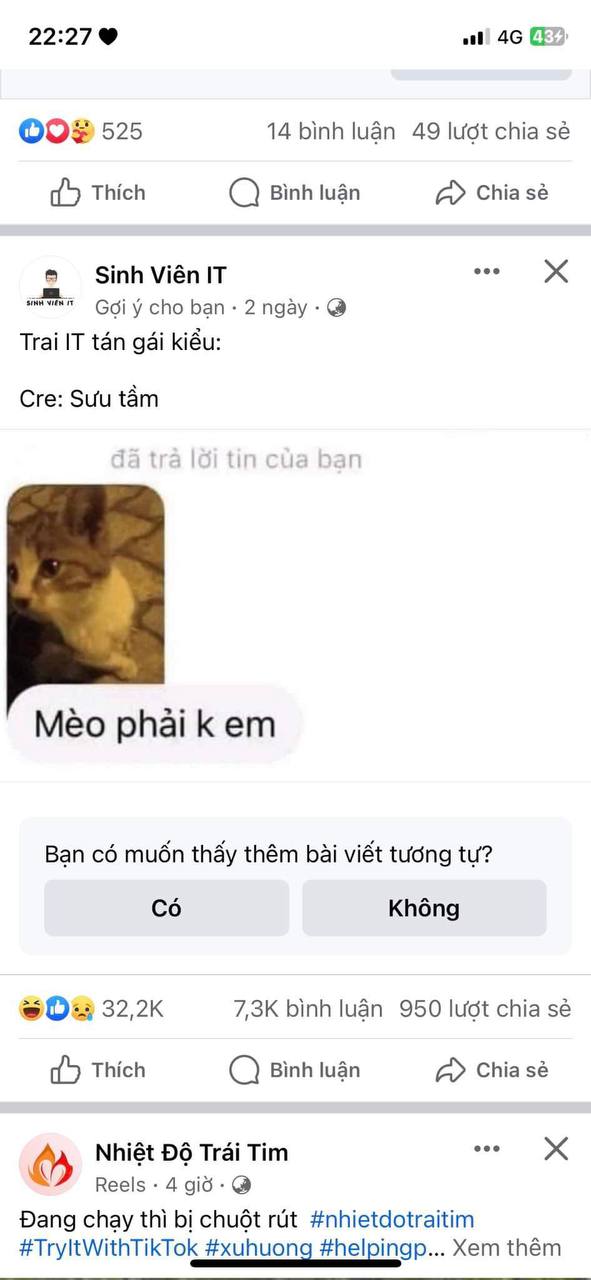 22:27
4G 43
525 14 bình luận 49 lượt chia sẻ
Thích Bình luận Chia sẻ
SINH VIÊN IT
Sinh Viên IT
Gợi ý cho bạn · 2 ngày ·
Trai IT tán gái kiểu:
Cre: Sưu tầm
đã trả lời tin của bạn
Mèo phải k em
Bạn có muốn thấy thêm bài viết tương tự?
Có Không
32,2K 7,3K bình luận 950 lượt chia sẻ
Thích Bình luận Chia sẻ
Nhiệt Độ Trái Tim
Reels · 4 giờ ·
Đang chạy thì bị chuột rút #nhietdotraitim
#TryItWithTikTok #xuhuong #helpingp... Xem thêm